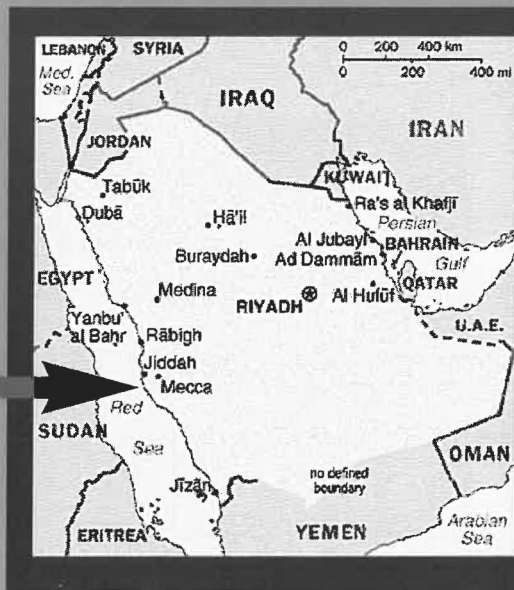 LEBANON
SYRIA
0 200 400 km
0 200 400 mi
Med.
Sea
IRAQ
IRAN
JORDAN
KUWAIT
Tabūk
Ra's al Khafjī
Dubā
Hā'il
Persian
Al Jubayl
BAHRAIN
Buraydah
Ad Dammām
Gulf
EGYPT
QATAR
Medina
RIYADH
Al Hufūf
Yanbu'
al Bahr
Rābigh
U.A.E.
Jiddah
Mecca
Red
Sea
SUDAN
OMAN
no defined
boundary
Jīzān
ERITREA
YEMEN
Arabian
Sea